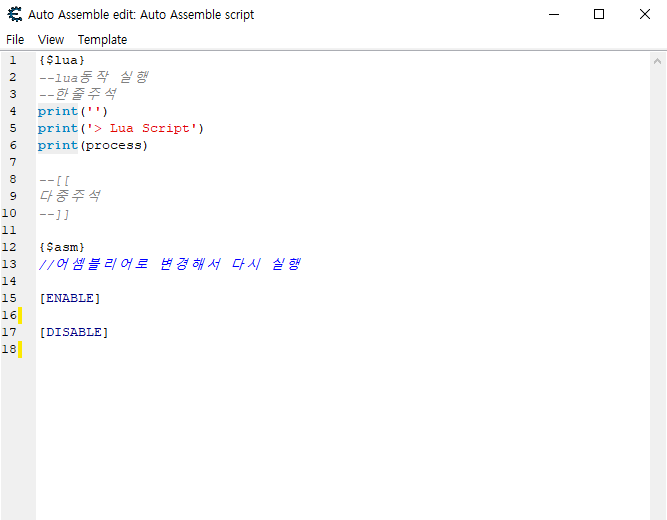 Auto Assemble edit: Auto Assemble script
File View Template
1 {$lua}
2 --lua동작 실행
3 --한줄주석
4 print('')
5 print('> Lua Script')
6 print(process)
7
8 --[[
9 다중주석
10 --]]
11
12 {$asm}
13 //어셈블리어로 변경해서 다시 실행
14
15 [ENABLE]
16
17 [DISABLE]
18